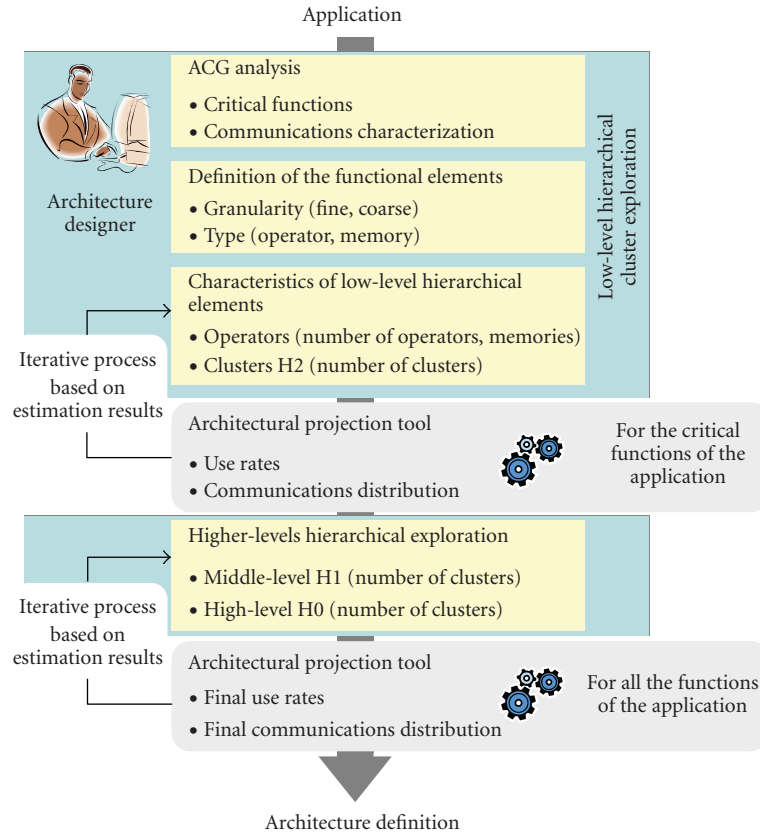 Application
ACG analysis
• Critical functions
• Communications characterization
Architecture
designer
Definition of the functional elements
• Granularity (fine, coarse)
• Type (operator, memory)
Characteristics of low-level hierarchical
elements
• Operators (number of operators, memories)
• Clusters H2 (number of clusters)
Low-level hierarchical
cluster exploration
Iterative process
based on
estimation results
Architectural projection tool
• Use rates
• Communications distribution
For the critical
functions of the
application
Higher-levels hierarchical exploration
• Middle-level H1 (number of clusters)
• High-level H0 (number of clusters)
Iterative process
based on
estimation results
Architectural projection tool
• Final use rates
• Final communications distribution
For all the functions
of the application
Architecture definition